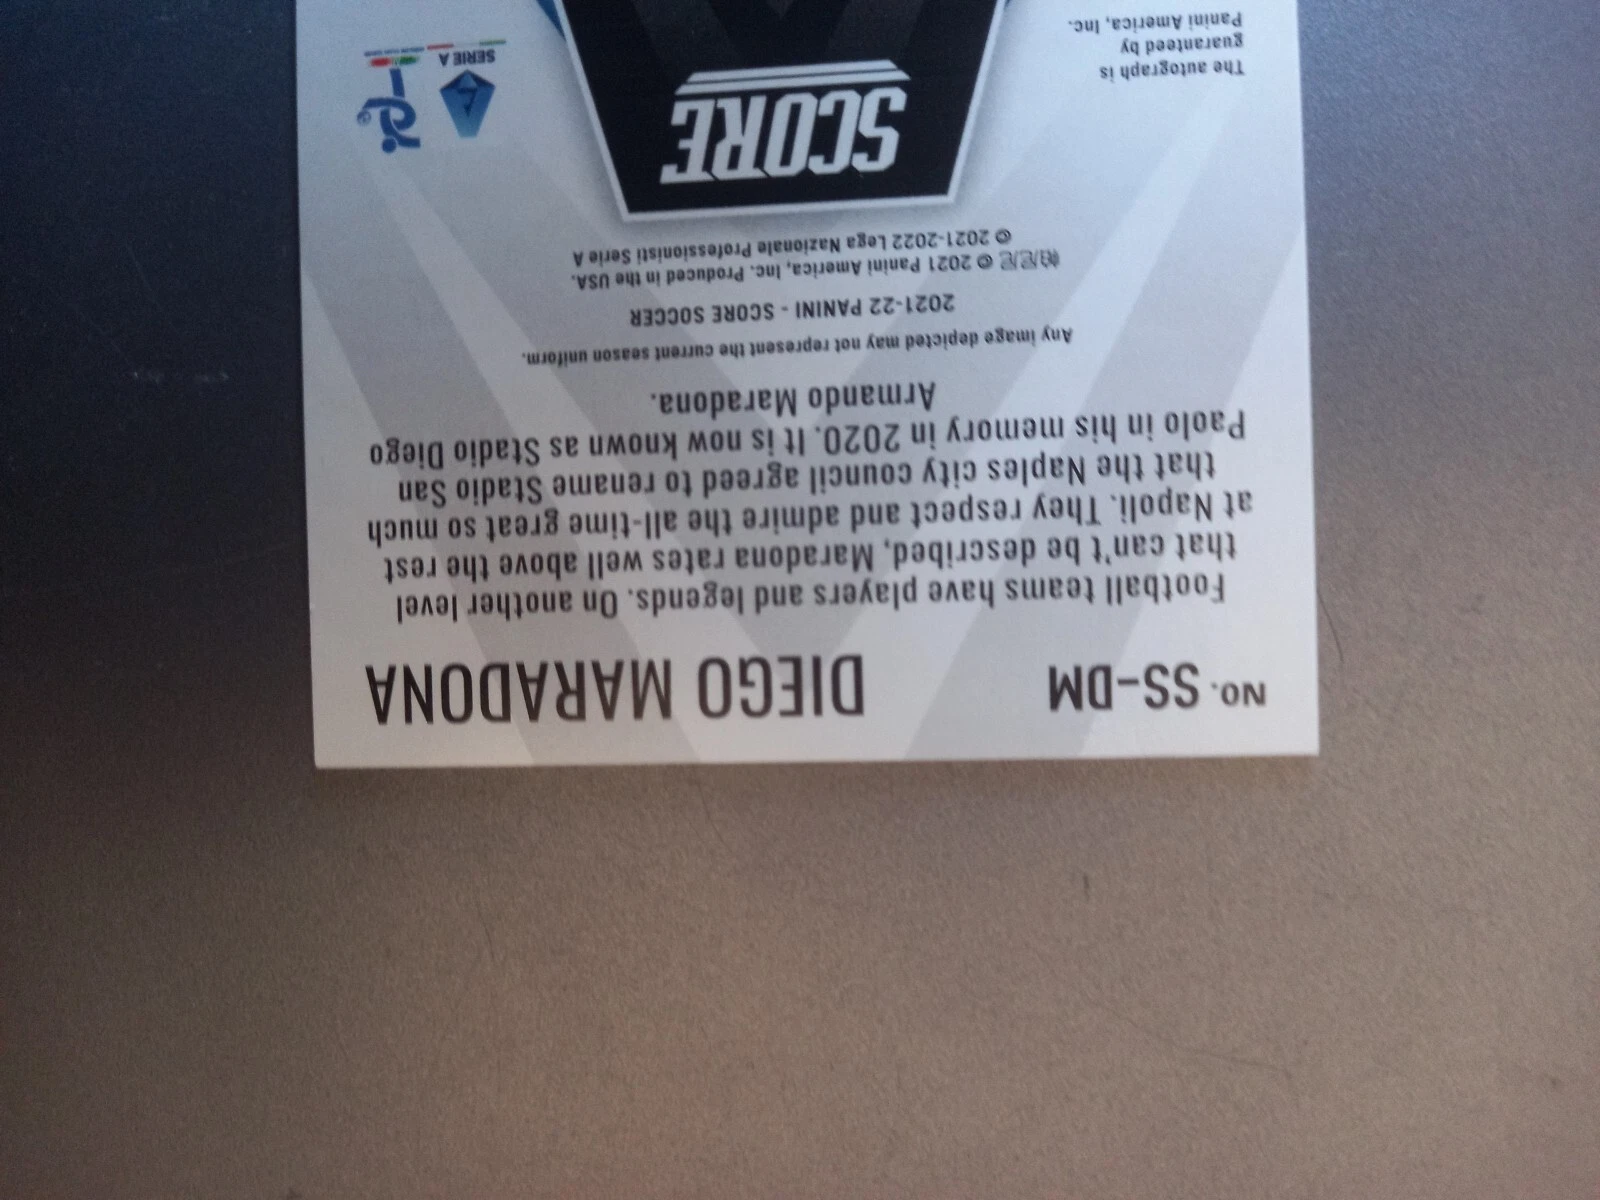 NO. SS-DM DIEGO MARADONA
Football teams have players and legends. On another level
that can't be described, Maradona rates well above the rest
at Napoli. They respect and admire the all-time great so much
that the Naples city council agreed to rename Stadio San
Paolo in his memory in 2020. It is now known as Stadio Diego
Armando Maradona.
Any image depicted may not represent the current season uniform.
2021-22 PANINI - SCORE SOCCER
帕尼尼 © 2021 Panini America, Inc. Produced in the USA.
© 2021-2022 Lega Nazionale Professionisti Serie A
SCORE
The autograph is
guaranteed by
Panini America, Inc.
SERIE A